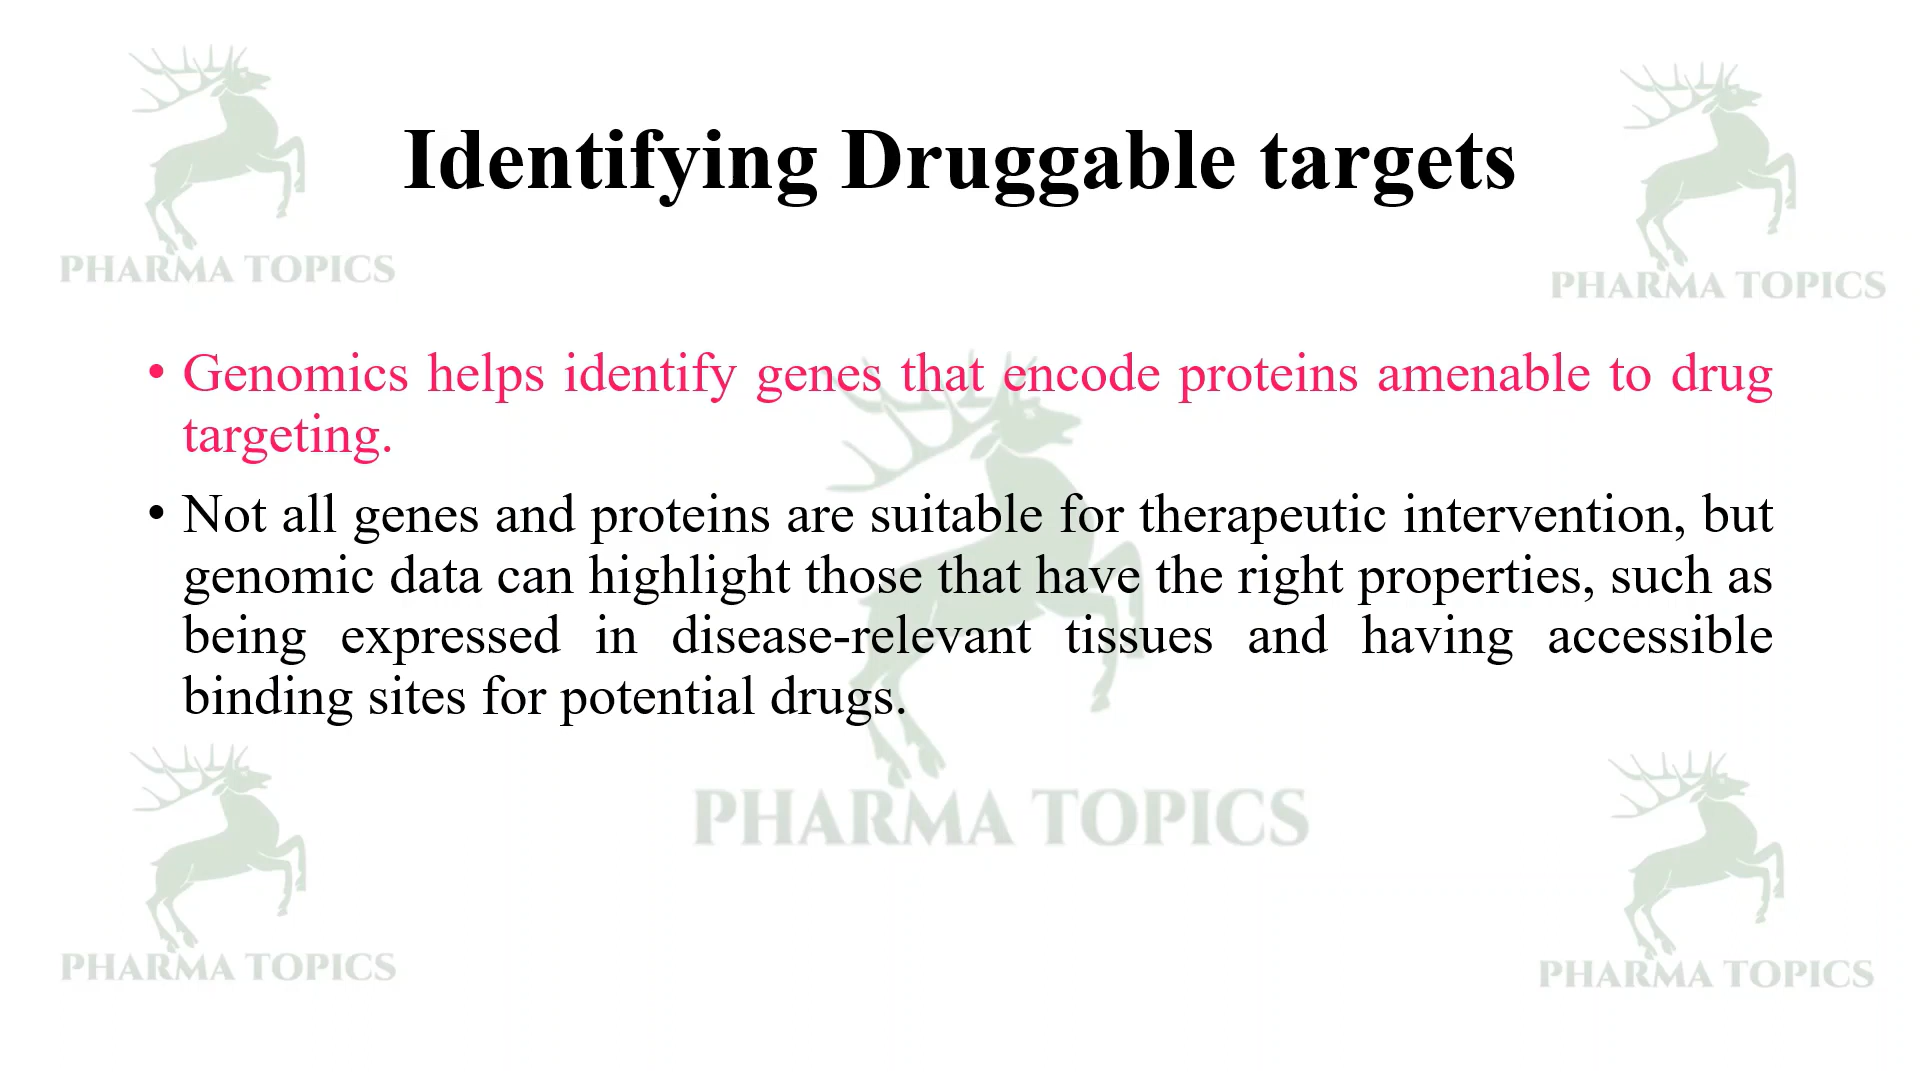 Identifying Druggable targets
PHARMA TOPICS
PHARMA TOPICS
• Genomics helps identify genes that encode proteins amenable to drug
targeting.
• Not all genes and proteins are suitable for therapeutic intervention, but
genomic data can highlight those that have the right properties, such as
being expressed in disease-relevant tissues and having accessible
binding sites for potential drugs.
PHARMA TOPICS
PHARMA TOPICS
PHARMA TOPICS